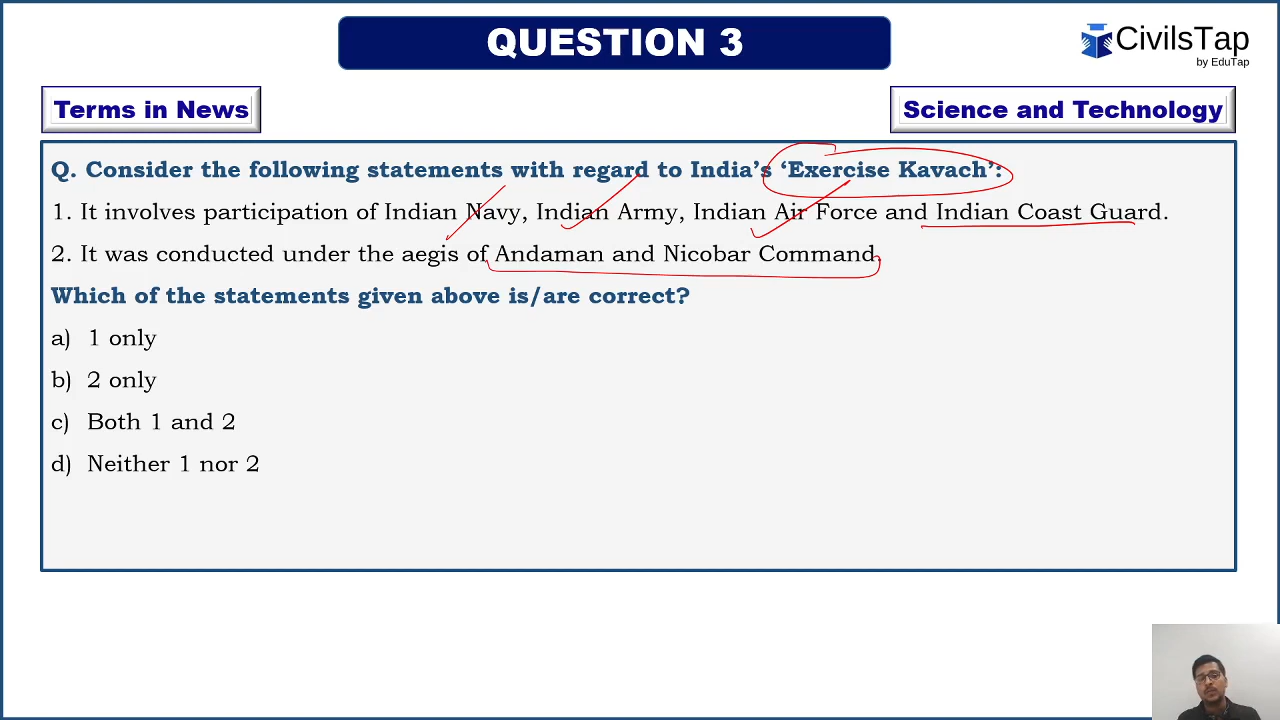 QUESTION 3
CivilsTap
by EduTap
Terms in News
Science and Technology
Q. Consider the following statements with regard to India's ‘Exercise Kavach’:
1. It involves participation of Indian Navy, Indian Army, Indian Air Force and Indian Coast Guard.
2. It was conducted under the aegis of Andaman and Nicobar Command.
Which of the statements given above is/are correct?
a) 1 only
b) 2 only
c) Both 1 and 2
d) Neither 1 nor 2